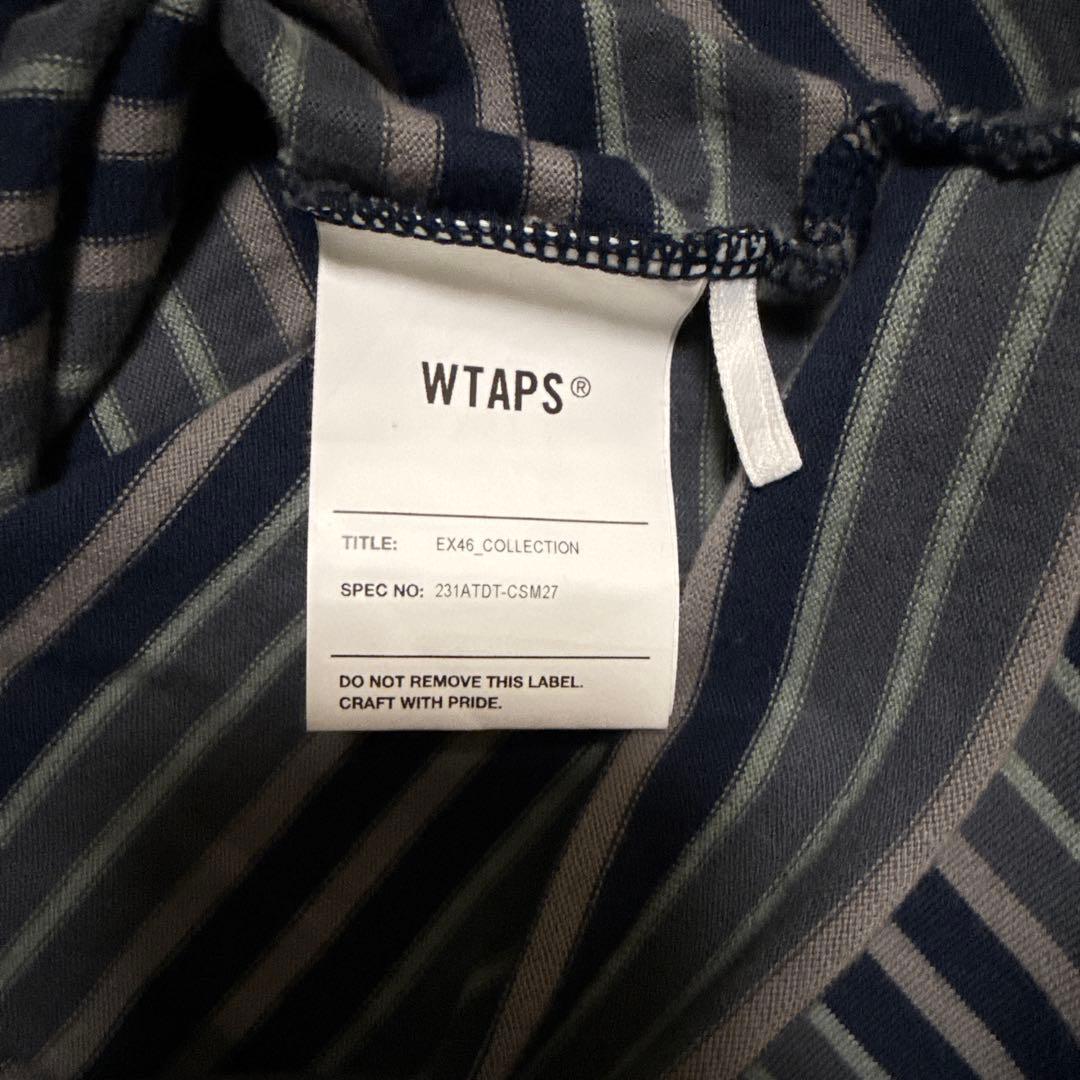 WTAPS®
TITLE: EX46_COLLECTION
SPEC NO: 231ATDT-CSM27
DO NOT REMOVE THIS LABEL.
CRAFT WITH PRIDE.